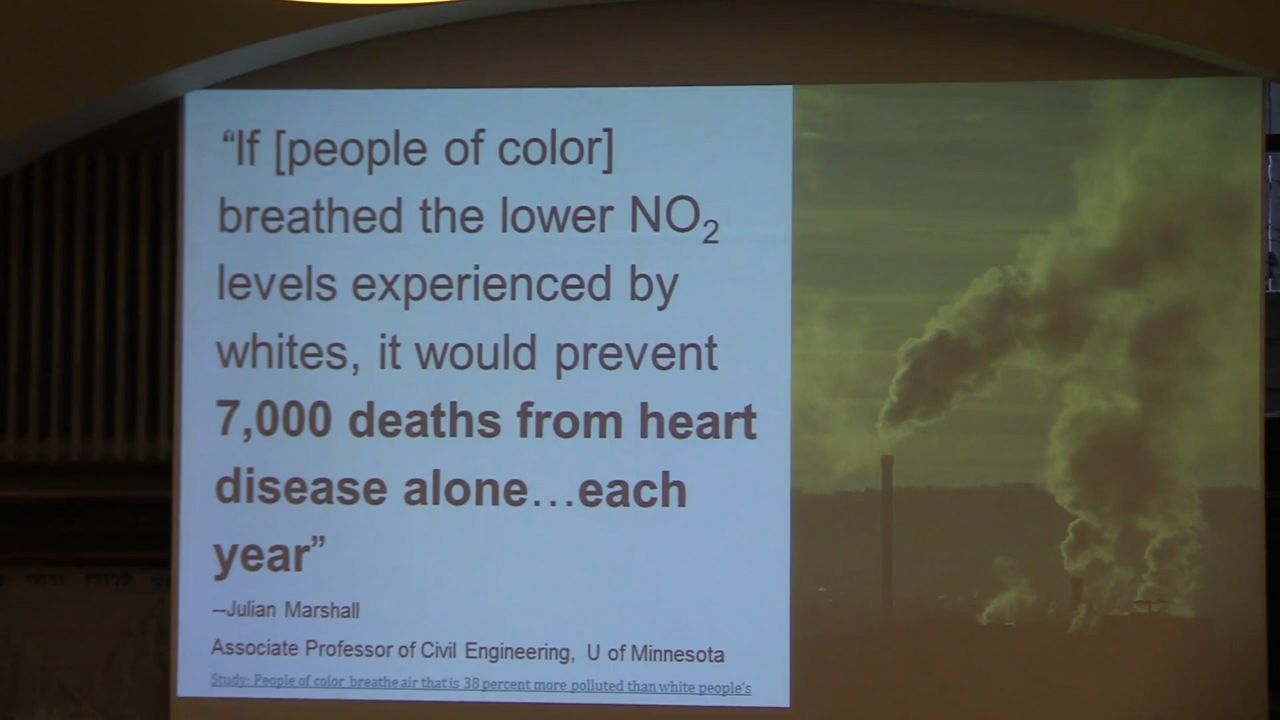 “If [people of color]
breathed the lower NO₂
levels experienced by
whites, it would prevent
7,000 deaths from heart
disease alone…each
year”
–Julian Marshall
Associate Professor of Civil Engineering, U of Minnesota
Study: People of color breathe air that is 38 percent more polluted than white people’s